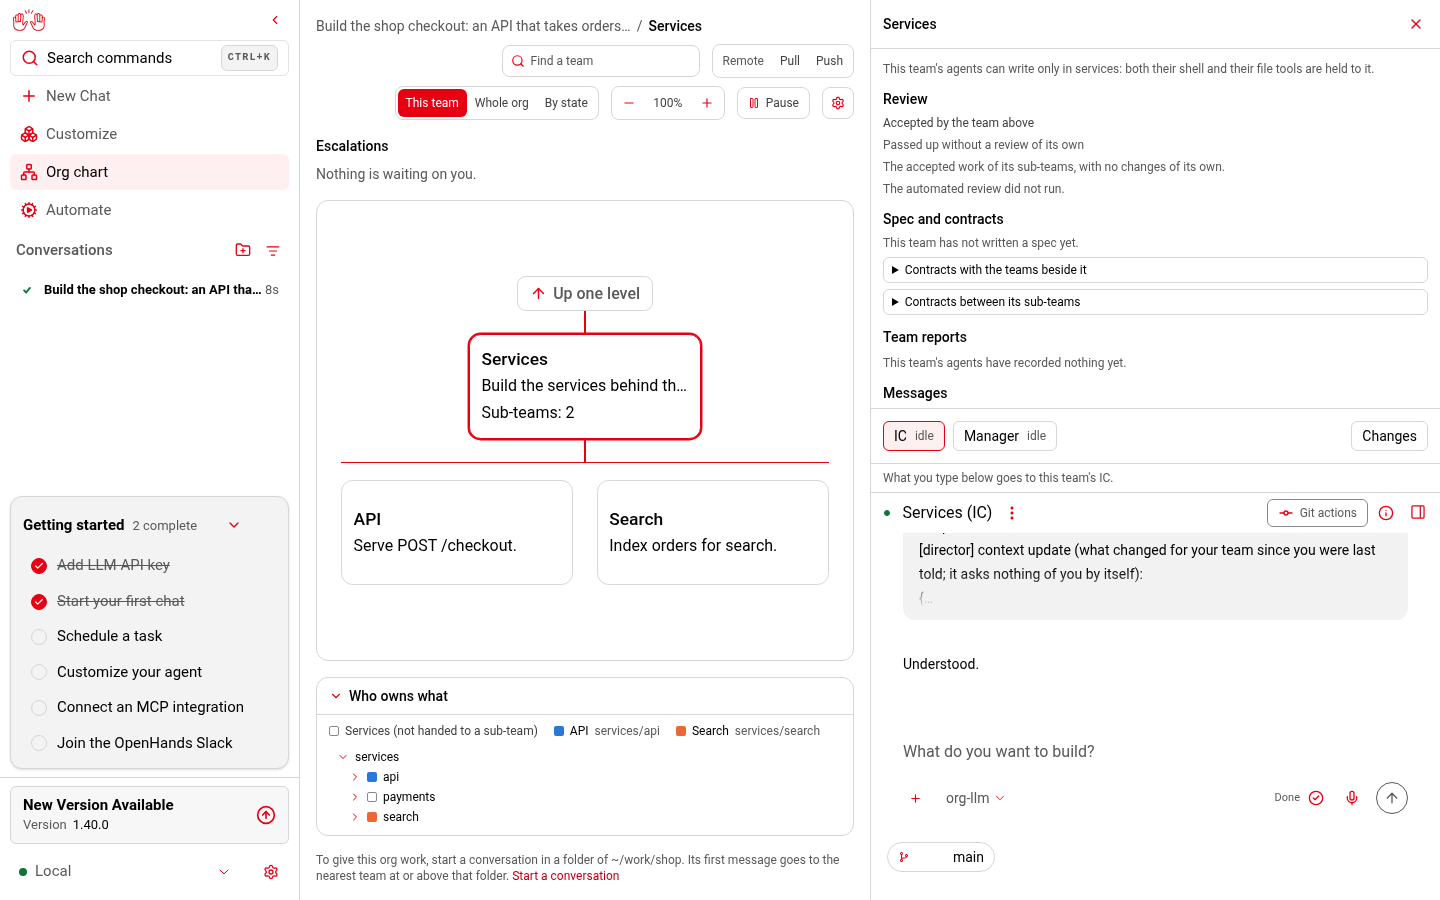 Search commands
CTRL+K
New Chat
Customize
Org chart
Automate
Conversations
Build the shop checkout: an API tha... 8s
Getting started 2 complete
Add LLM API key
Start your first chat
Schedule a task
Customize your agent
Connect an MCP integration
Join the OpenHands Slack
New Version Available
Version 1.40.0
Local
Build the shop checkout: an API that takes orders... / Services
Find a team
Remote Pull Push
This team Whole org By state
100%
Pause
Escalations
Nothing is waiting on you.
Up one level
Services
Build the services behind th...
Sub-teams: 2
API
Serve POST /checkout.
Search
Index orders for search.
Who owns what
Services (not handed to a sub-team) API services/api Search services/search
services
api
payments
search
To give this org work, start a conversation in a folder of ~/work/shop. Its first message goes to the
nearest team at or above that folder. Start a conversation
Services
This team's agents can write only in services: both their shell and their file tools are held to it.
Review
Accepted by the team above
Passed up without a review of its own
The accepted work of its sub-teams, with no changes of its own.
The automated review did not run.
Spec and contracts
This team has not written a spec yet.
Contracts with the teams beside it
Contracts between its sub-teams
Team reports
This team's agents have recorded nothing yet.
Messages
IC idle
Manager idle
Changes
What you type below goes to this team's IC.
Services (IC)
Git actions
[director] context update (what changed for your team since you were last
told; it asks nothing of you by itself):
{...
Understood.
What do you want to build?
org-llm
Done
main